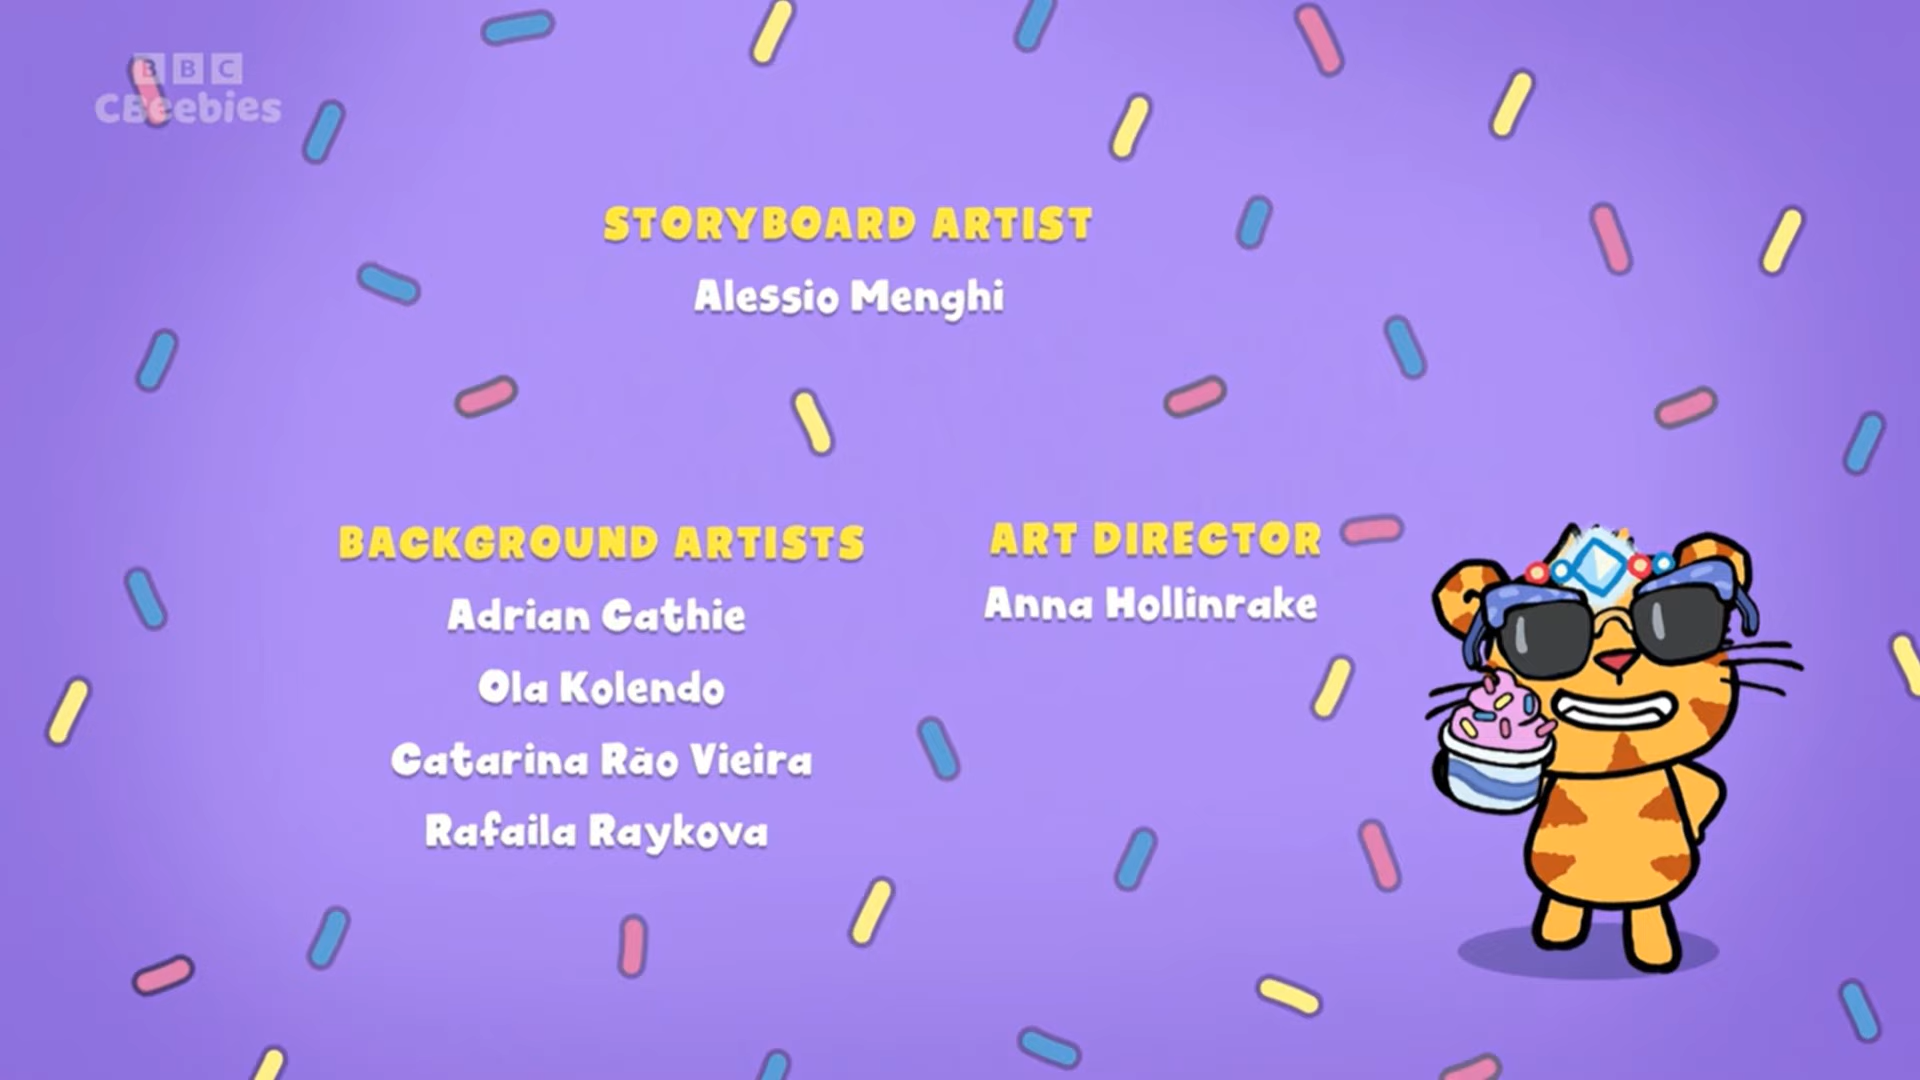 BBC
CBeebies
STORYBOARD ARTIST
Alessio Menghi
BACKGROUND ARTISTS
Adrian Gathie
Ola Kolendo
Catarina Rão Vieira
Rafaila Raykova
ART DIRECTOR
Anna Hollinrake